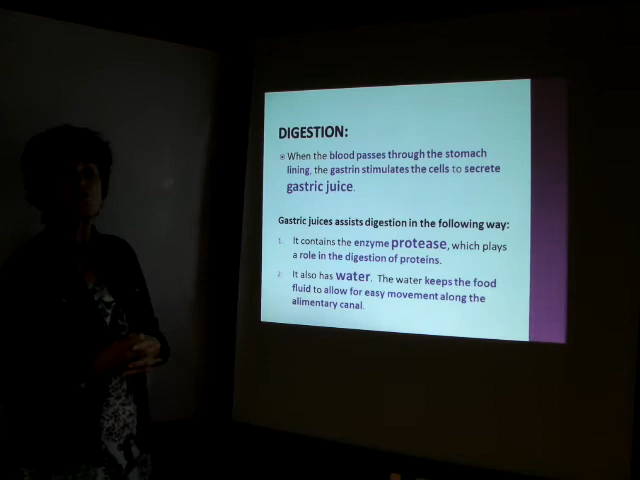 DIGESTION:
When the blood passes through the stomach
lining, the gastrin stimulates the cells to secrete
gastric juice.
Gastric juices assists digestion in the following way:
1. It contains the enzyme protease, which plays
a role in the digestion of proteins.
2. It also has water. The water keeps the food
fluid to allow for easy movement along the
alimentary canal.